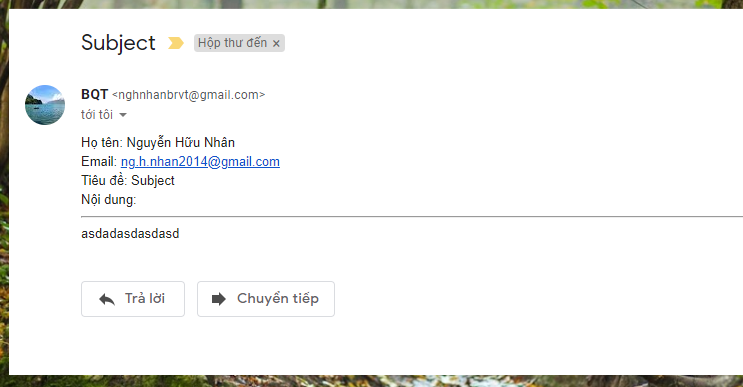 Subject Hộp thư đến ×
BQT <nghnhanbrvt@gmail.com>
tới tôi
Họ tên: Nguyễn Hữu Nhân
Email: ng.h.nhan2014@gmail.com
Tiêu đề: Subject
Nội dung:
asdadasdasdasd
Trả lời Chuyển tiếp